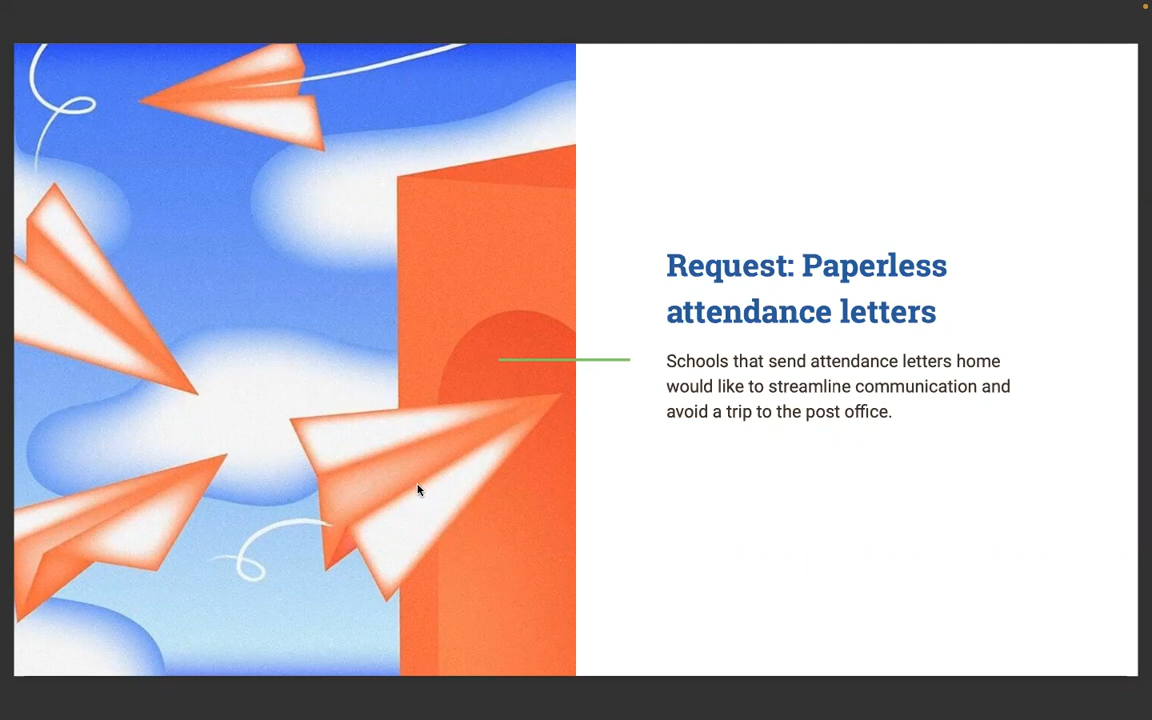 Request: Paperless
attendance letters
Schools that send attendance letters home
would like to streamline communication and
avoid a trip to the post office.